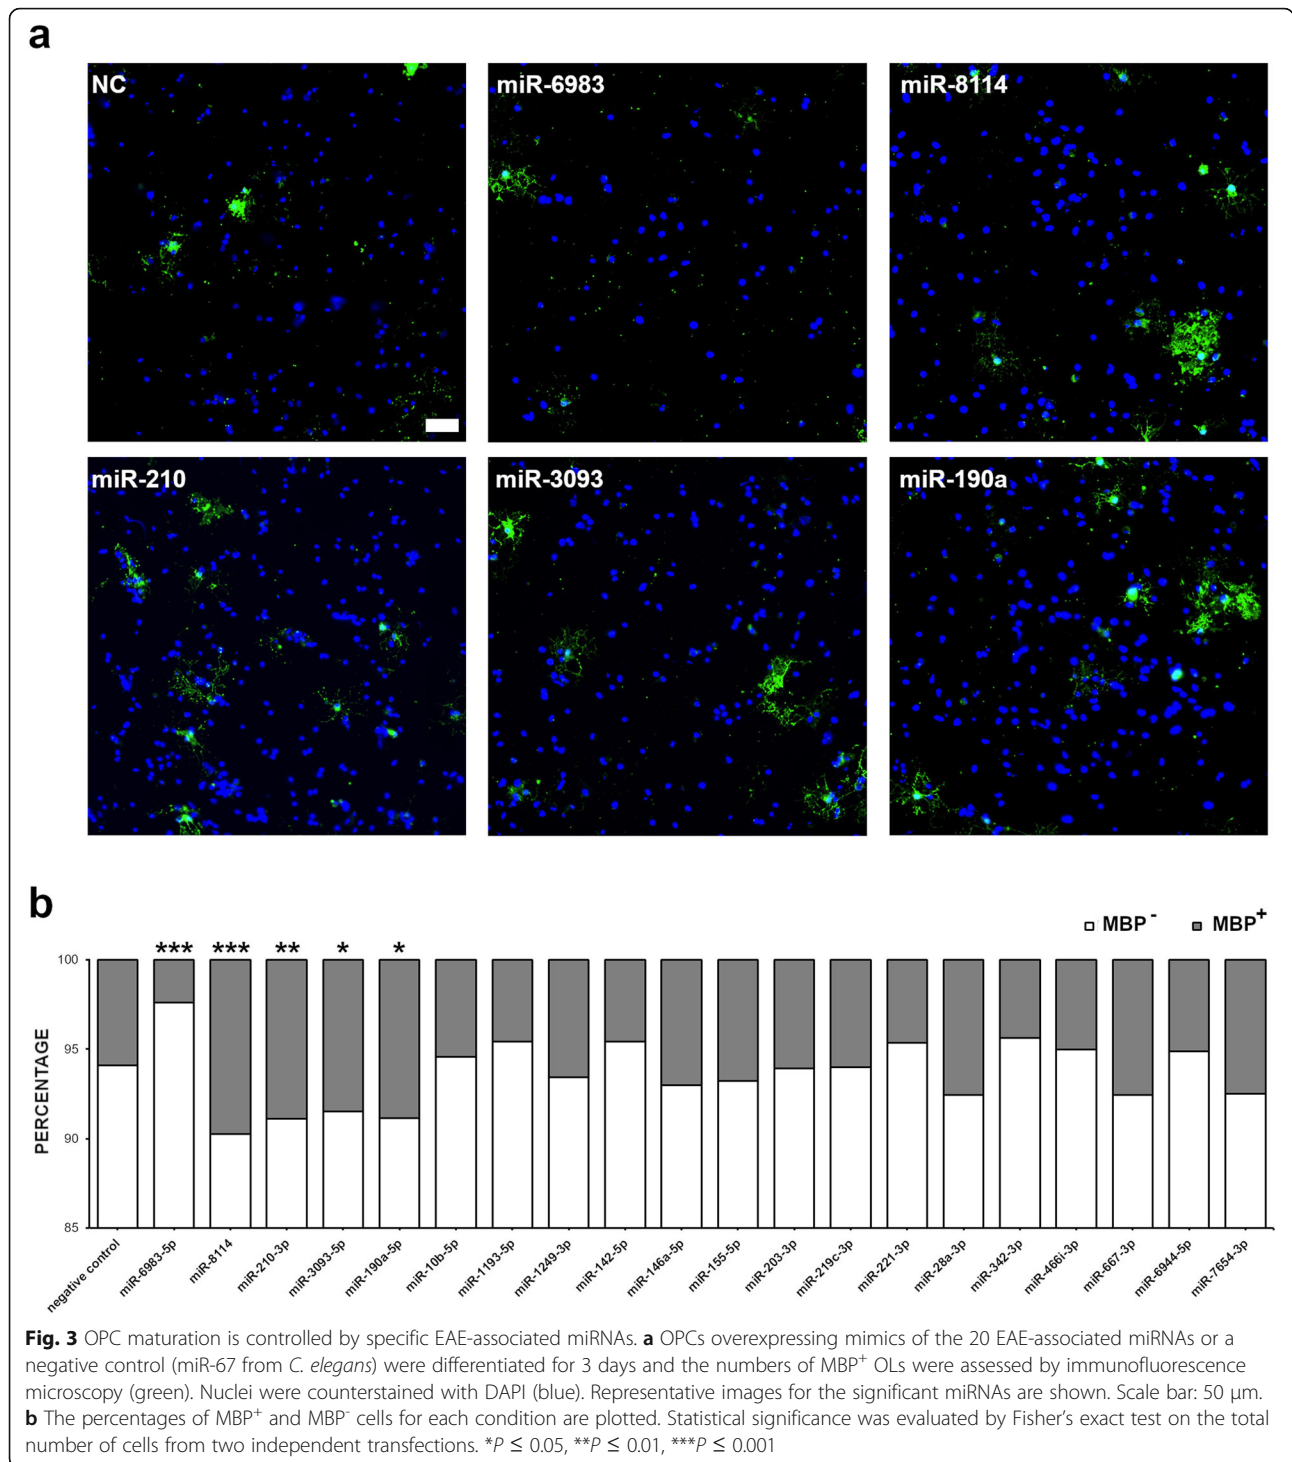 a
NC
miR-6983
miR-8114
miR-210
miR-3093
miR-190a
b
MBP⁻ MBP⁺
*** *** ** * *
100
95
90
85
PERCENTAGE
negative control
miR-6983-5p
miR-8114
miR-210-3p
miR-3093-5p
miR-190a-5p
miR-10b-5p
miR-1193-5p
miR-1249-3p
miR-142-5p
miR-146a-5p
miR-155-5p
miR-203-3p
miR-219c-3p
miR-221-3p
miR-28a-3p
miR-342-3p
miR-466i-3p
miR-667-3p
miR-6944-5p
miR-7654-3p
Fig. 3 OPC maturation is controlled by specific EAE-associated miRNAs. a OPCs overexpressing mimics of the 20 EAE-associated miRNAs or a
negative control (miR-67 from C. elegans) were differentiated for 3 days and the numbers of MBP⁺ OLs were assessed by immunofluorescence
microscopy (green). Nuclei were counterstained with DAPI (blue). Representative images for the significant miRNAs are shown. Scale bar: 50 μm.
b The percentages of MBP⁺ and MBP⁻ cells for each condition are plotted. Statistical significance was evaluated by Fisher's exact test on the total
number of cells from two independent transfections. *P ≤ 0.05, **P ≤ 0.01, ***P ≤ 0.001